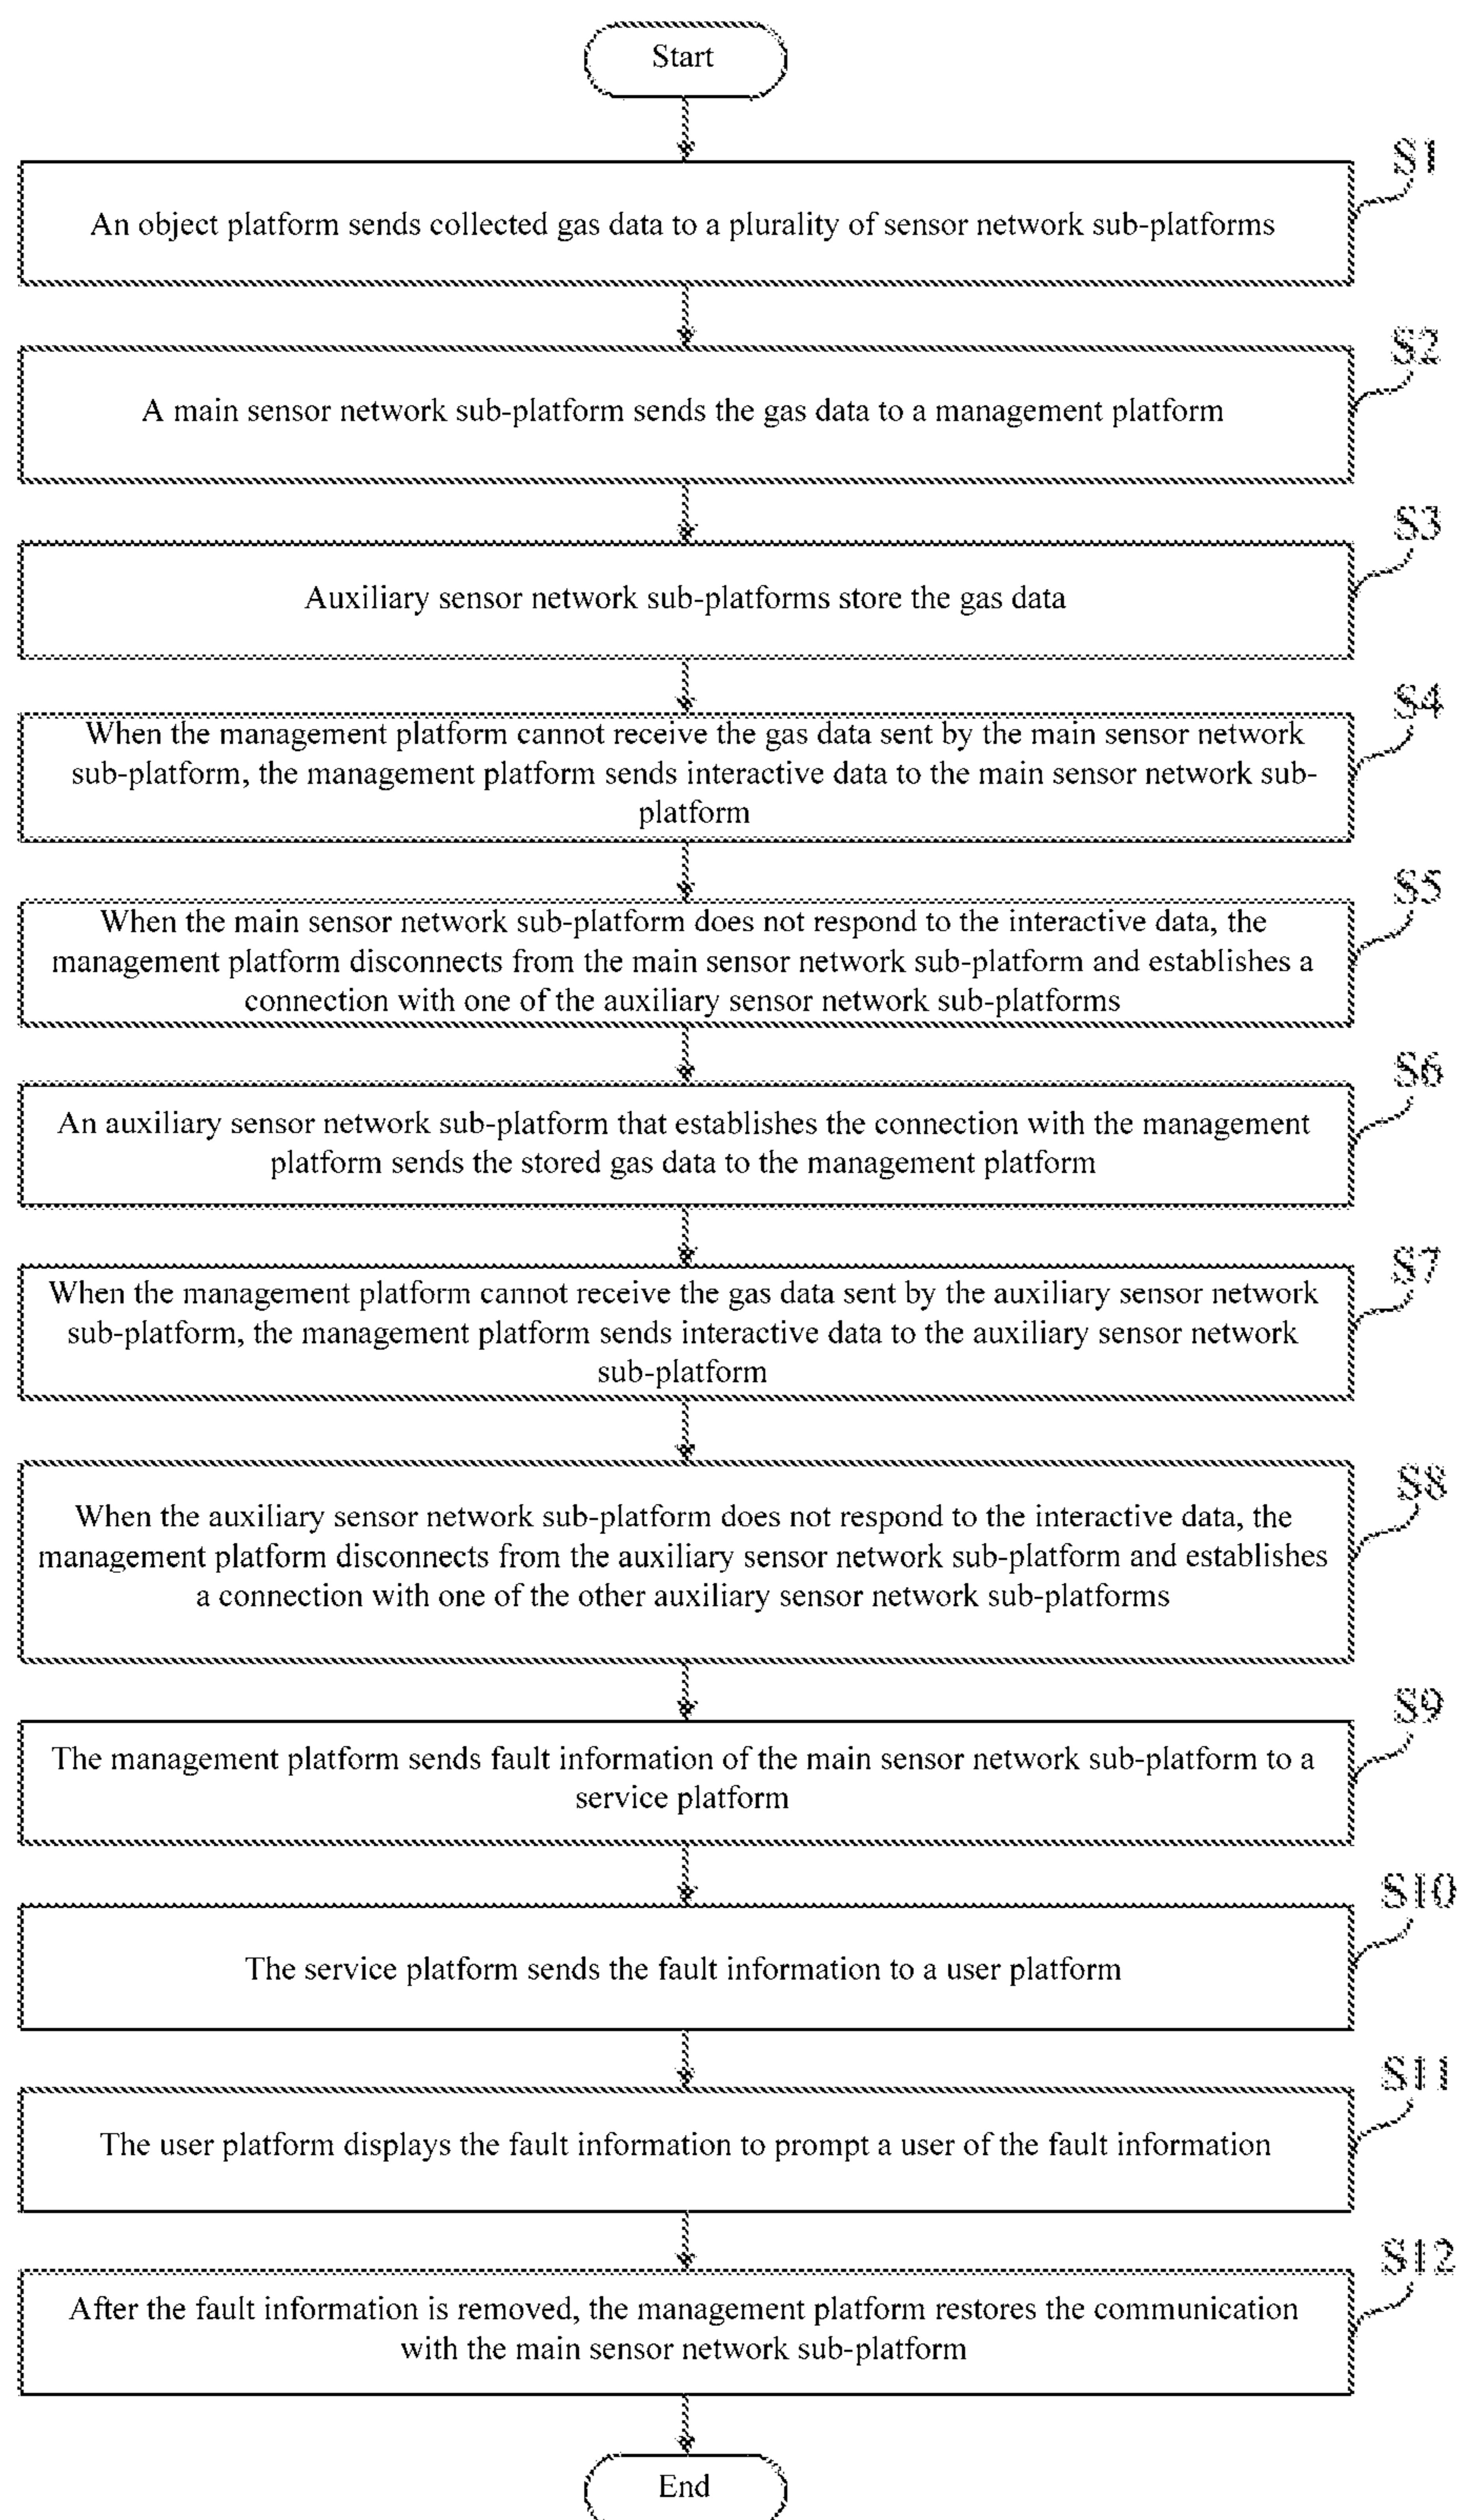 Start
S1
An object platform sends collected gas data to a plurality of sensor network sub-platforms
S2
A main sensor network sub-platform sends the gas data to a management platform
S3
Auxiliary sensor network sub-platforms store the gas data
S4
When the management platform cannot receive the gas data sent by the main sensor network
sub-platform, the management platform sends interactive data to the main sensor network sub-
platform
S5
When the main sensor network sub-platform does not respond to the interactive data, the
management platform disconnects from the main sensor network sub-platform and establishes a
connection with one of the auxiliary sensor network sub-platforms
S6
An auxiliary sensor network sub-platform that establishes the connection with the management
platform sends the stored gas data to the management platform
S7
When the management platform cannot receive the gas data sent by the auxiliary sensor network
sub-platform, the management platform sends interactive data to the auxiliary sensor network
sub-platform
S8
When the auxiliary sensor network sub-platform does not respond to the interactive data, the
management platform disconnects from the auxiliary sensor network sub-platform and establishes
a connection with one of the other auxiliary sensor network sub-platforms
S9
The management platform sends fault information of the main sensor network sub-platform to a
service platform
S10
The service platform sends the fault information to a user platform
S11
The user platform displays the fault information to prompt a user of the fault information
S12
After the fault information is removed, the management platform restores the communication
with the main sensor network sub-platform
End